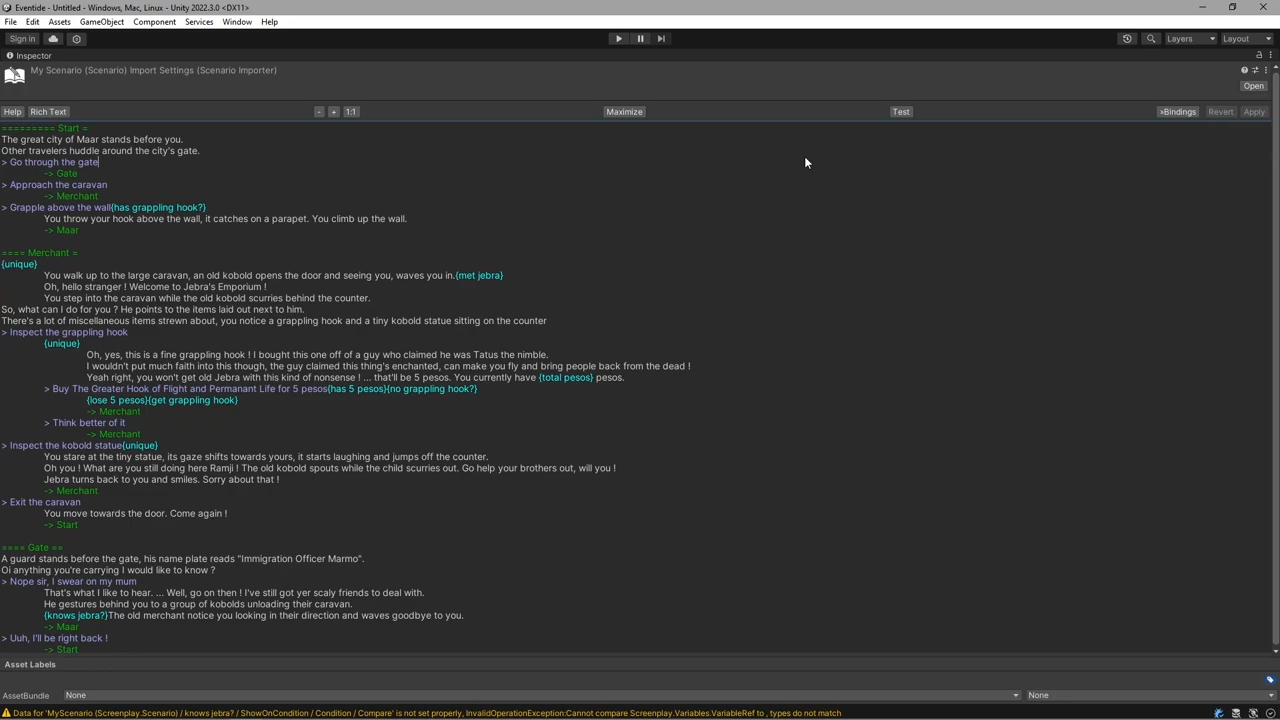 Eventide - Untitled - Windows, Mac, Linux - Unity 2022.3.0 <DX11>
File Edit Assets GameObject Component Services Window Help
Sign in Layers Layout
Inspector
My Scenario (Scenario) Import Settings (Scenario Importer)
Open
Help Rich Text - + 1:1 Maximize Test >Bindings Revert Apply
========= Start =
The great city of Maar stands before you.
Other travelers huddle around the city's gate.
> Go through the gate
-> Gate
> Approach the caravan
-> Merchant
> Grapple above the wall{has grappling hook?}
You throw your hook above the wall, it catches on a parapet. You climb up the wall.
-> Maar
==== Merchant =
{unique}
You walk up to the large caravan, an old kobold opens the door and seeing you, waves you in.{met jebra}
Oh, hello stranger ! Welcome to Jebra's Emporium !
You step into the caravan while the old kobold scurries behind the counter.
So, what can I do for you ? He points to the items laid out next to him.
There's a lot of miscellaneous items strewn about, you notice a grappling hook and a tiny kobold statue sitting on the counter
> Inspect the grappling hook
{unique}
Oh, yes, this is a fine grappling hook ! I bought this one off of a guy who claimed he was Tatus the nimble.
I wouldn't put much faith into this though, the guy claimed this thing's enchanted, can make you fly and bring people back from the dead !
Yeah right, you won't get old Jebra with this kind of nonsense ! ... that'll be 5 pesos. You currently have {total pesos} pesos.
> Buy The Greater Hook of Flight and Permanant Life for 5 pesos{has 5 pesos}{no grappling hook?}
{lose 5 pesos}{get grappling hook}
-> Merchant
> Think better of it
-> Merchant
> Inspect the kobold statue{unique}
You stare at the tiny statue, its gaze shifts towards yours, it starts laughing and jumps off the counter.
Oh you ! What are you still doing here Ramji ! The old kobold spouts while the child scurries out. Go help your brothers out, will you !
Jebra turns back to you and smiles. Sorry about that !
-> Merchant
> Exit the caravan
You move towards the door. Come again !
-> Start
==== Gate ==
A guard stands before the gate, his name plate reads "Immigration Officer Marmo".
Oi anything you're carrying I would like to know ?
> Nope sir, I swear on my mum
That's what I like to hear. ... Well, go on then ! I've still got yer scaly friends to deal with.
He gestures behind you to a group of kobolds unloading their caravan.
{knows jebra?}The old merchant notice you looking in their direction and waves goodbye to you.
-> Maar
> Uuh, I'll be right back !
-> Start
Asset Labels
AssetBundle None None
Data for 'MyScenario (Screenplay.Scenario) / knows jebra? / ShowOnCondition / Condition / Compare' is not set properly, InvalidOperationException:Cannot compare Screenplay.Variables.VariableRef to , types do not match